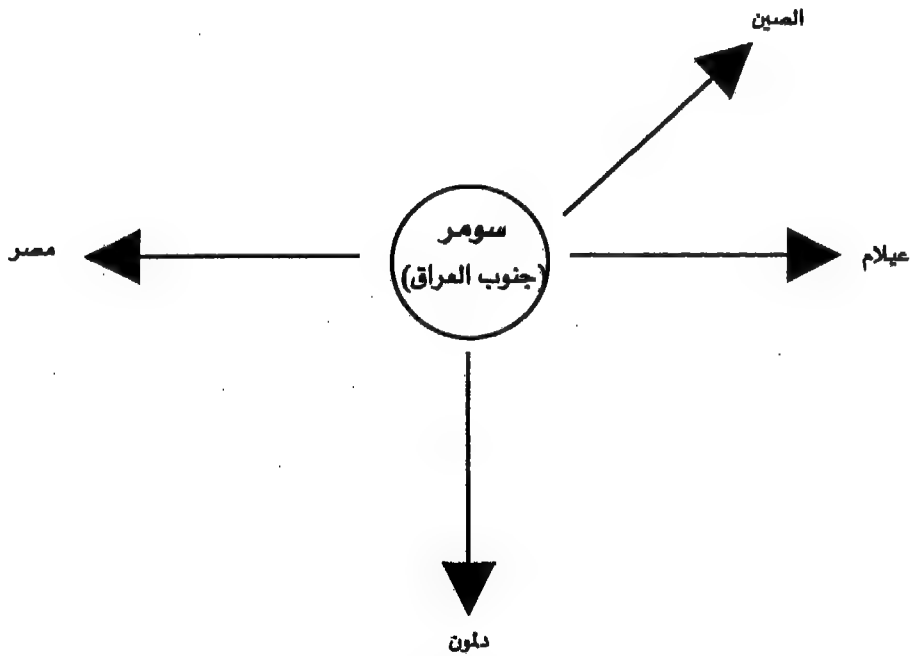 الصين
سومر
(جنوب العراق)
مصر
عيلام
دلمون